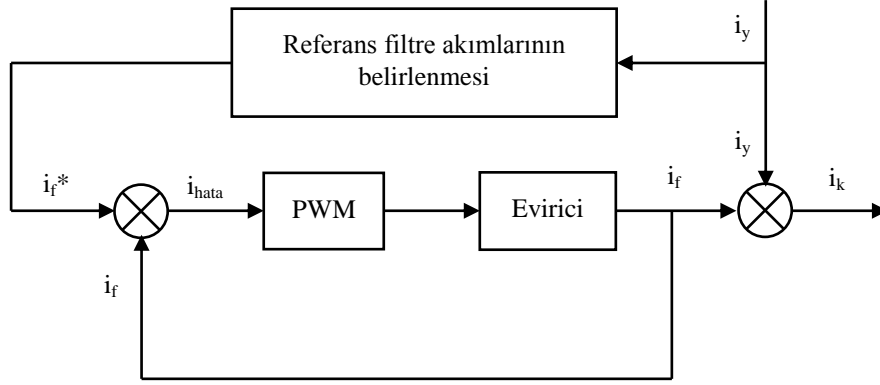 i_y
Referans filtre akımlarının
belirlenmesi
i_y
i_f*
i_hata
PWM
Evirici
i_f
i_k
i_f